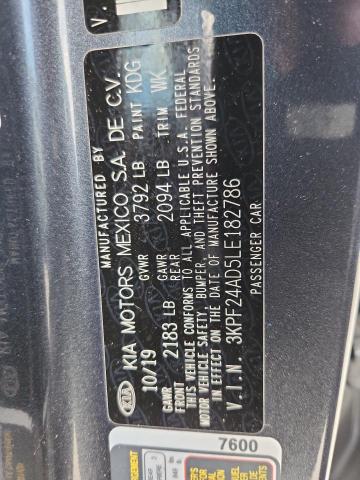 MANUFACTURED BY
KIA KIA MOTORS MEXICO S.A. DE C.V.
10/19 GVWR 3792 LB PAINT KDG
GAWR FRONT 2183 LB GAWR REAR 2094 LB TRIM WK
THIS VEHICLE CONFORMS TO ALL APPLICABLE U.S.A. FEDERAL
MOTOR VEHICLE SAFETY, BUMPER, AND THEFT PREVENTION STANDARDS
IN EFFECT ON THE DATE OF MANUFACTURE SHOWN ABOVE.
V.I.N. 3KPF24AD5LE182786
PASSENGER CAR
7600
V.